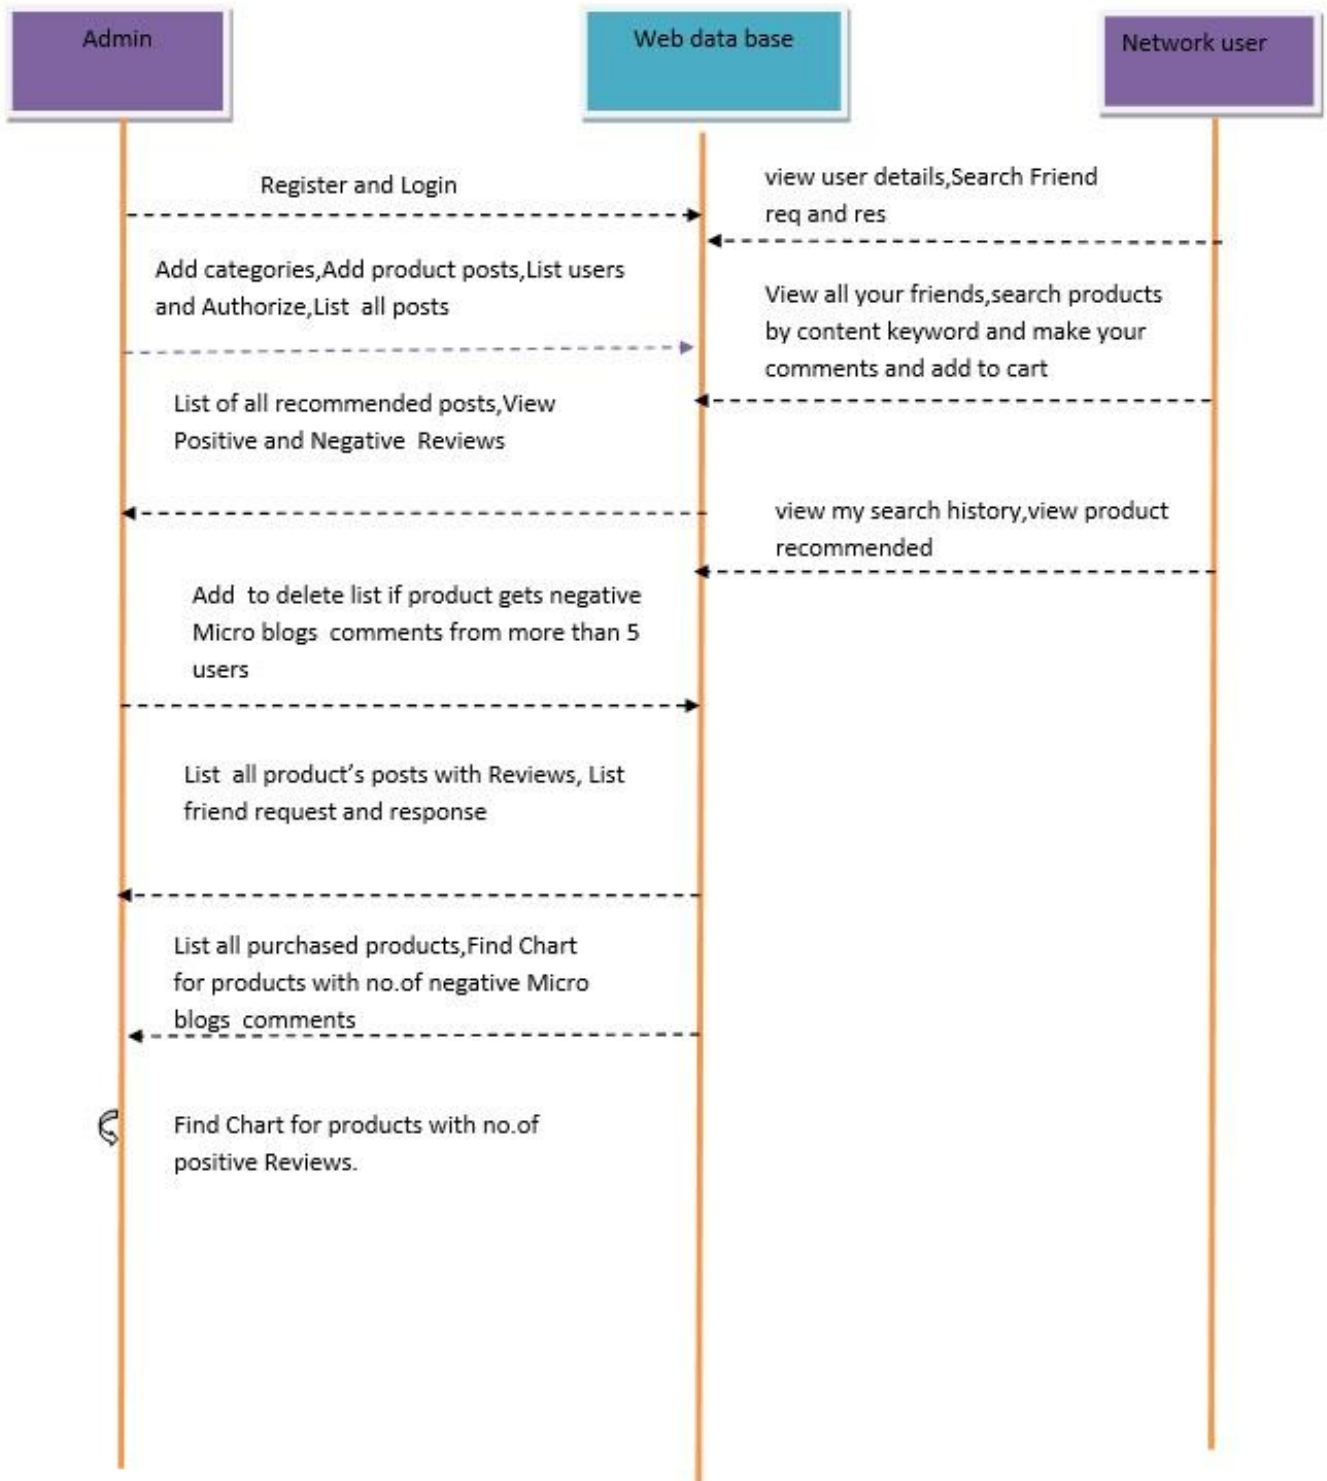 Admin
Web data base
Network user
Register and Login
view user details,Search Friend
req and res
Add categories,Add product posts,List users
and Authorize,List  all posts
View all your friends,search products
by content keyword and make your
comments and add to cart
List of all recommended posts,View
Positive and Negative  Reviews
view my search history,view product
recommended
Add  to delete list if product gets negative
Micro blogs  comments from more than 5
users
List  all product’s posts with Reviews, List
friend request and response
List all purchased products,Find Chart
for products with no.of negative Micro
blogs  comments
Find Chart for products with no.of
positive Reviews.